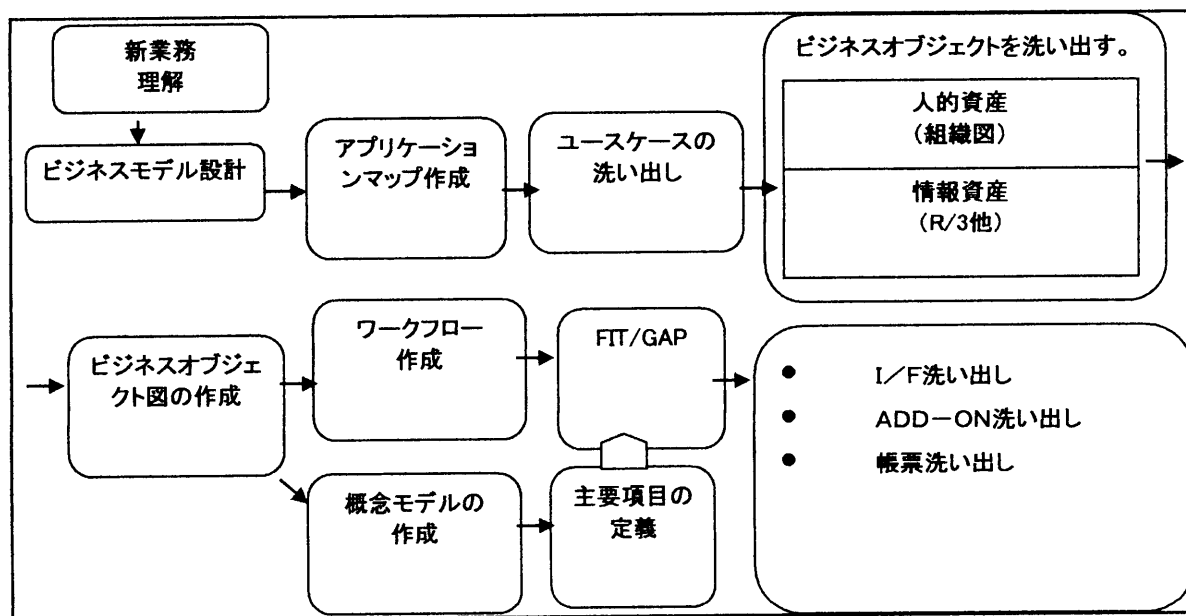 新業務
理解
ビジネスモデル設計
アプリケーショ
ンマップ作成
ユースケースの
洗い出し
ビジネスオブジェクトを洗い出す。
人的資産
(組織図)
情報資産
(R/3他)
ビジネスオブジェ
クト図の作成
ワークフロー
作成
FIT/GAP
概念モデルの
作成
主要項目の
定義
● I/F洗い出し
● ADD-ON洗い出し
● 帳票洗い出し